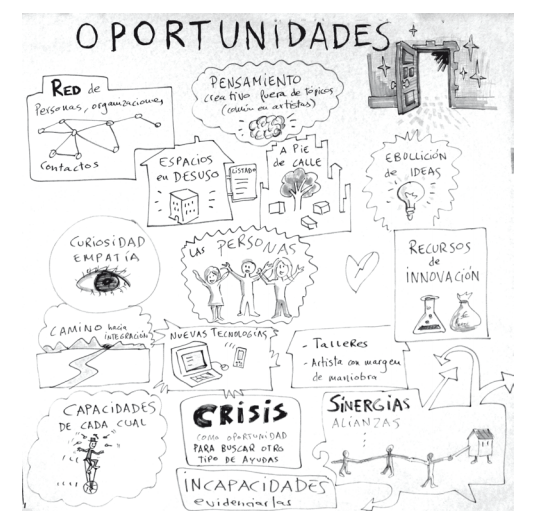 OPORTUNIDADES
RED de
Personas, organizaciones
Contactos
PENSAMIENTO
creativo fuera de tópicos
(común en artistas)
ESPACIOS
en DESUSO
LISTADO
A PIE
de CALLE
EBULLICIÓN
de IDEAS
CURIOSIDAD
EMPATÍA
LAS PERSONAS
RECURSOS
de
INNOVACIÓN
CAMINO hacia
INTEGRACIÓN
NUEVAS TECNOLOGÍAS
- Talleres
- Artista con margen
de maniobra
CAPACIDADES
DE CADA CUAL
CRISIS
COMO OPORTUNIDAD
PARA BUSCAR OTRO
TIPO DE AYUDAS
SINERGIAS
ALIANZAS
INCAPACIDADES
evidenciarlas